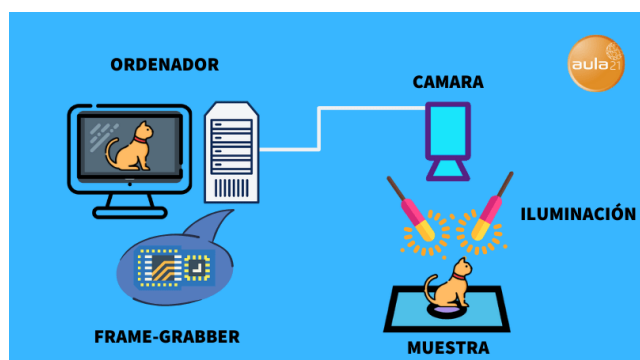 ORDENADOR
aula21
CAMARA
ILUMINACIÓN
FRAME-GRABBER
MUESTRA